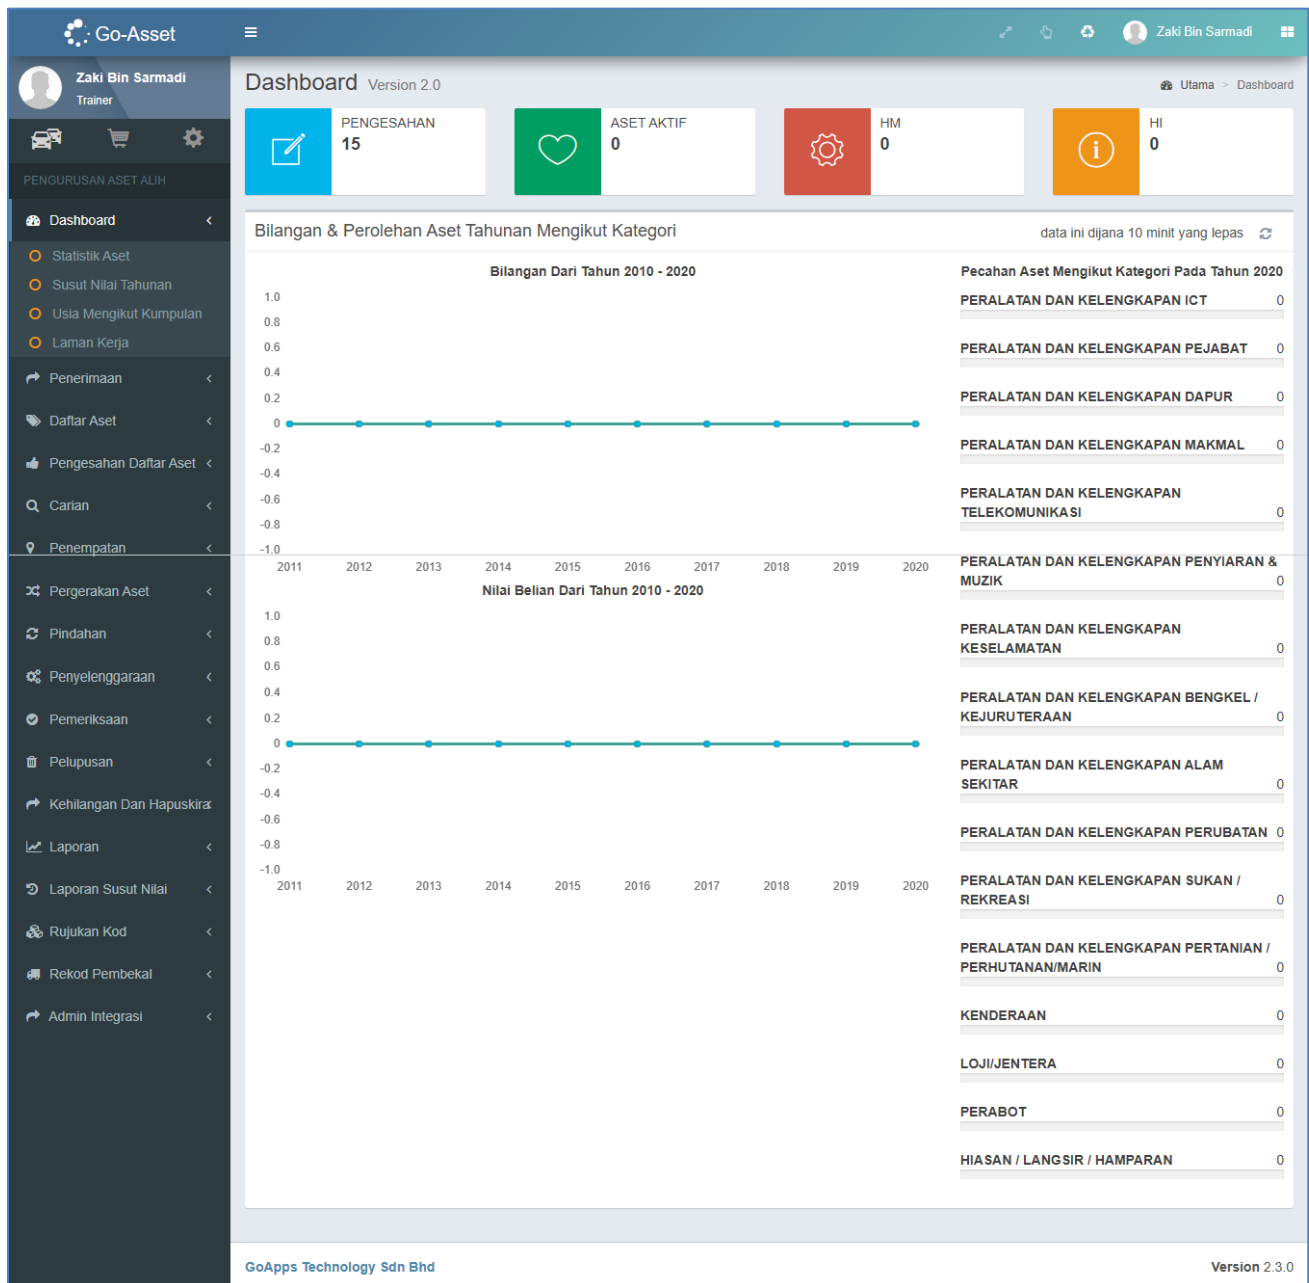 Go-Asset
Zaki Bin Sarmadi
Zaki Bin Sarmadi
Trainer
PENGURUSAN ASET ALIH
Dashboard
Statistik Aset
Susut Nilai Tahunan
Usia Mengikut Kumpulan
Laman Kerja
Penerimaan
Daftar Aset
Pengesahan Daftar Aset
Carian
Penempatan
Pergerakan Aset
Pindahan
Penyelenggaraan
Pemeriksaan
Pelupusan
Kehilangan Dan Hapuskira
Laporan
Laporan Susut Nilai
Rujukan Kod
Rekod Pembekal
Admin Integrasi
Dashboard Version 2.0
Utama > Dashboard
PENGESAHAN
15
ASET AKTIF
0
HM
0
HI
0
Bilangan & Perolehan Aset Tahunan Mengikut Kategori
data ini dijana 10 minit yang lepas
Bilangan Dari Tahun 2010 - 2020
1.0
0.8
0.6
0.4
0.2
0
-0.2
-0.4
-0.6
-0.8
-1.0
2011 2012 2013 2014 2015 2016 2017 2018 2019 2020
Nilai Belian Dari Tahun 2010 - 2020
1.0
0.8
0.6
0.4
0.2
0
-0.2
-0.4
-0.6
-0.8
-1.0
2011 2012 2013 2014 2015 2016 2017 2018 2019 2020
Pecahan Aset Mengikut Kategori Pada Tahun 2020
PERALATAN DAN KELENGKAPAN ICT 0
PERALATAN DAN KELENGKAPAN PEJABAT 0
PERALATAN DAN KELENGKAPAN DAPUR 0
PERALATAN DAN KELENGKAPAN MAKMAL 0
PERALATAN DAN KELENGKAPAN
TELEKOMUNIKASI 0
PERALATAN DAN KELENGKAPAN PENYIARAN &
MUZIK 0
PERALATAN DAN KELENGKAPAN
KESELAMATAN 0
PERALATAN DAN KELENGKAPAN BENGKEL /
KEJURUTERAAN 0
PERALATAN DAN KELENGKAPAN ALAM
SEKITAR 0
PERALATAN DAN KELENGKAPAN PERUBATAN 0
PERALATAN DAN KELENGKAPAN SUKAN /
REKREASI 0
PERALATAN DAN KELENGKAPAN PERTANIAN /
PERHUTANAN/MARIN 0
KENDERAAN 0
LOJI/JENTERA 0
PERABOT 0
HIASAN / LANGSIR / HAMPARAN 0
GoApps Technology Sdn Bhd
Version 2.3.0